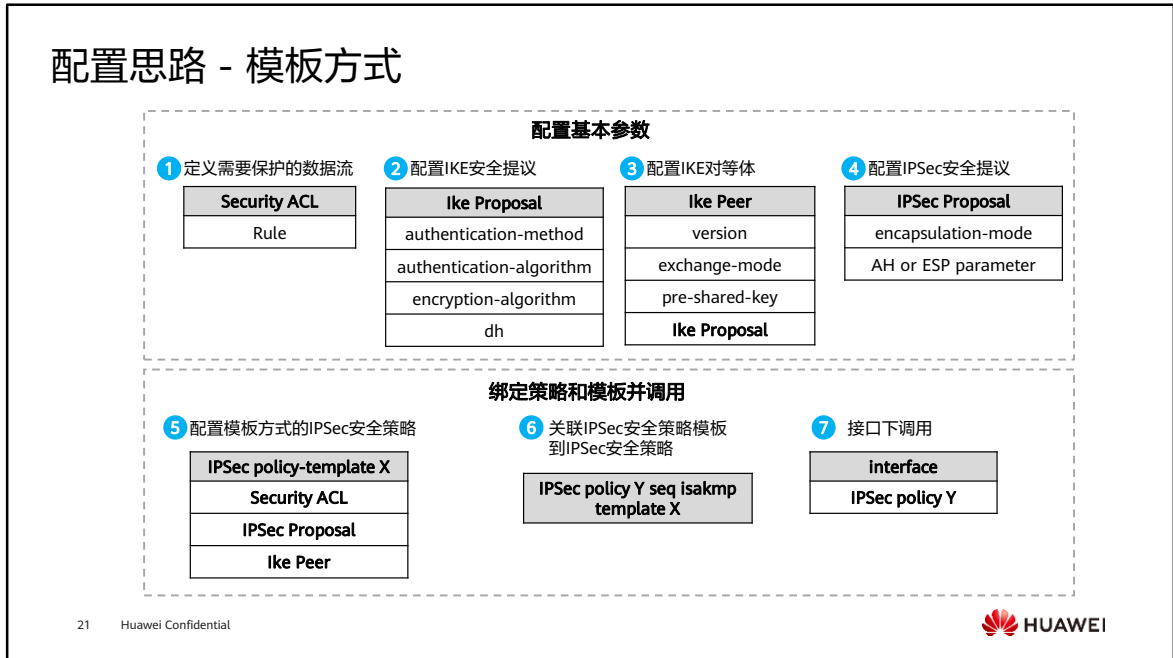 配置思路 - 模板方式
配置基本参数
1 定义需要保护的数据流
Security ACL
Rule
2 配置IKE安全提议
Ike Proposal
authentication-method
authentication-algorithm
encryption-algorithm
dh
3 配置IKE对等体
Ike Peer
version
exchange-mode
pre-shared-key
Ike Proposal
4 配置IPSec安全提议
IPSec Proposal
encapsulation-mode
AH or ESP parameter
绑定策略和模板并调用
5 配置模板方式的IPSec安全策略
IPSec policy-template X
Security ACL
IPSec Proposal
Ike Peer
6 关联IPSec安全策略模板
到IPSec安全策略
IPSec policy Y seq isakmp
template X
7 接口下调用
interface
IPSec policy Y
21 Huawei Confidential
HUAWEI